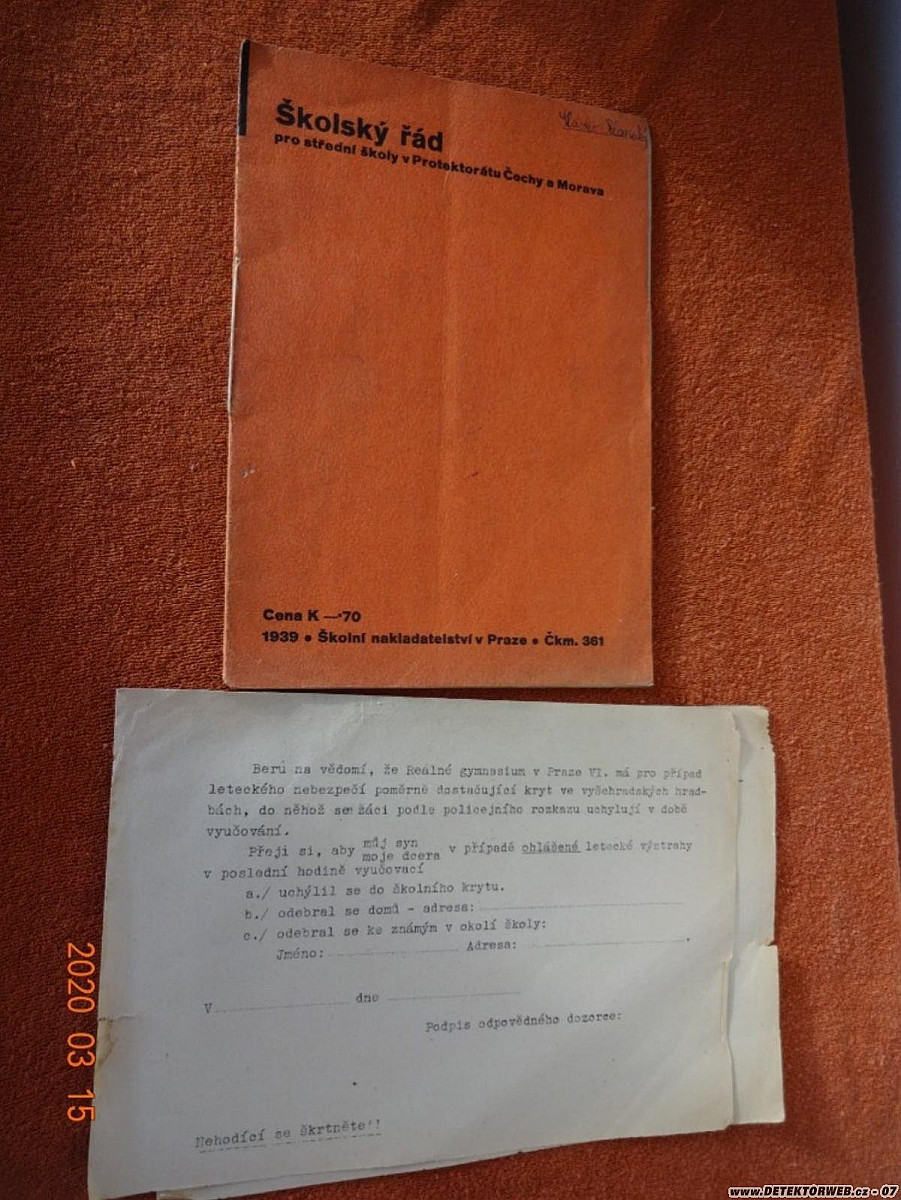 Školský řád
pro střední školy v Protektorátu Čechy a Morava
Cena K —·70
1939 • Školní nakladatelství v Praze • Čkm. 361
Berů na vědomí, že Reálné gymnasium v Praze VI. má pro případ
leteckého nebezpečí poměrně dostačující kryt ve vyšehradských hrad-
bách, do něhož se žáci podle policejního rozkazu uchylují v době
vyučování.
Přeji si, aby můj syn
moje dcera v případě ohlášené letecké výstrahy
v poslední hodině vyučovací
a./ uchýlil se do školního krytu.
b./ odebral se domů - adresa:
c./ odebral se ke známým v okolí školy:
Jméno: Adresa: .
V dne
Podpis odpovědného dozorce:
Nehodící se škrtněte!!
2020 03 15
www.DETEKTORWEB.cz - 07